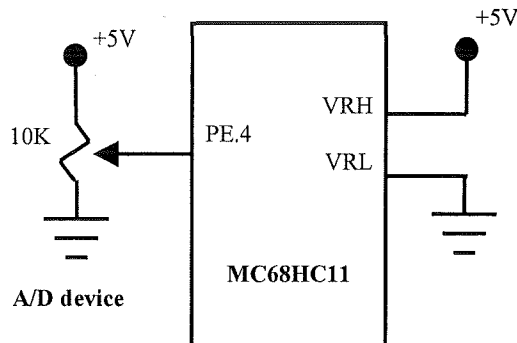 +5V
+5V
10K
PE.4
VRH
VRL
MC68HC11
A/D device